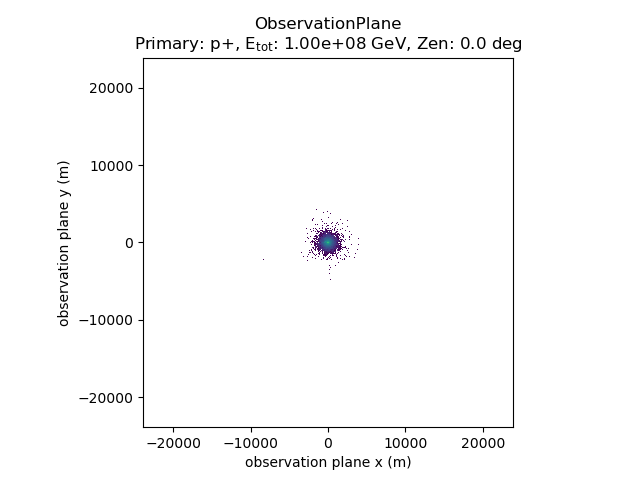 ObservationPlane
Primary: p+, E_tot: 1.00e+08 GeV, Zen: 0.0 deg
20000
10000
0
−10000
−20000
observation plane y (m)
−20000 −10000 0 10000 20000
observation plane x (m)